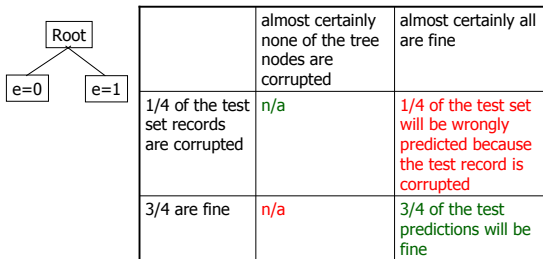 Root
e=0
e=1
almost certainly
none of the tree
nodes are
corrupted
almost certainly all
are fine
1/4 of the test
set records
are corrupted
n/a
1/4 of the test set
will be wrongly
predicted because
the test record is
corrupted
3/4 are fine
n/a
3/4 of the test
predictions will be
fine